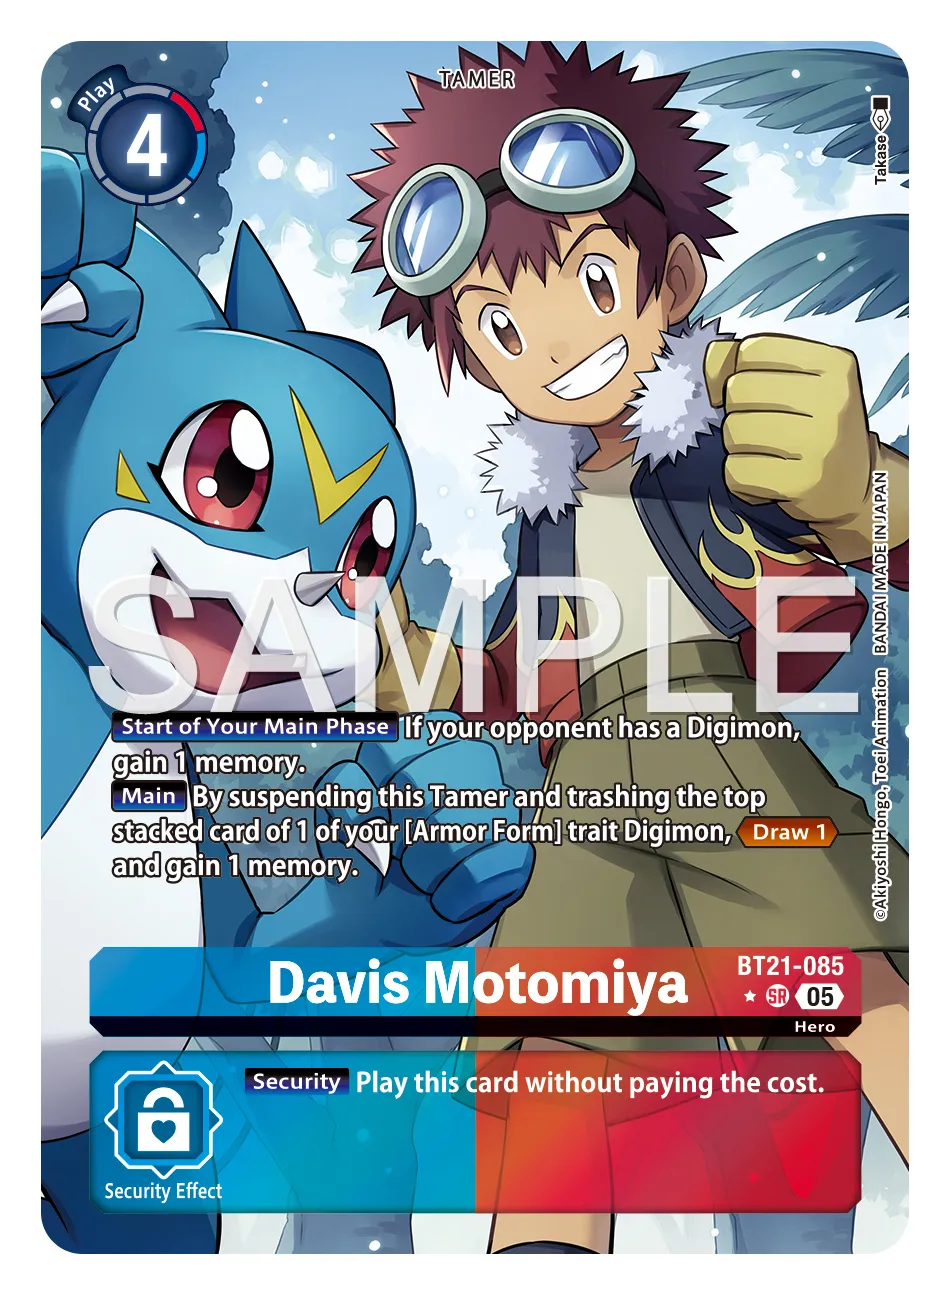 TAMER
Play
4
Takase
SAMPLE
BANDAI MADE IN JAPAN
©Akiyoshi Hongo, Toei Animation
Start of Your Main Phase If your opponent has a Digimon,
gain 1 memory.
Main By suspending this Tamer and trashing the top
stacked card of 1 of your [Armor Form] trait Digimon, Draw 1
and gain 1 memory.
Davis Motomiya
BT21-085
★ SR 05
Hero
Security Play this card without paying the cost.
Security Effect